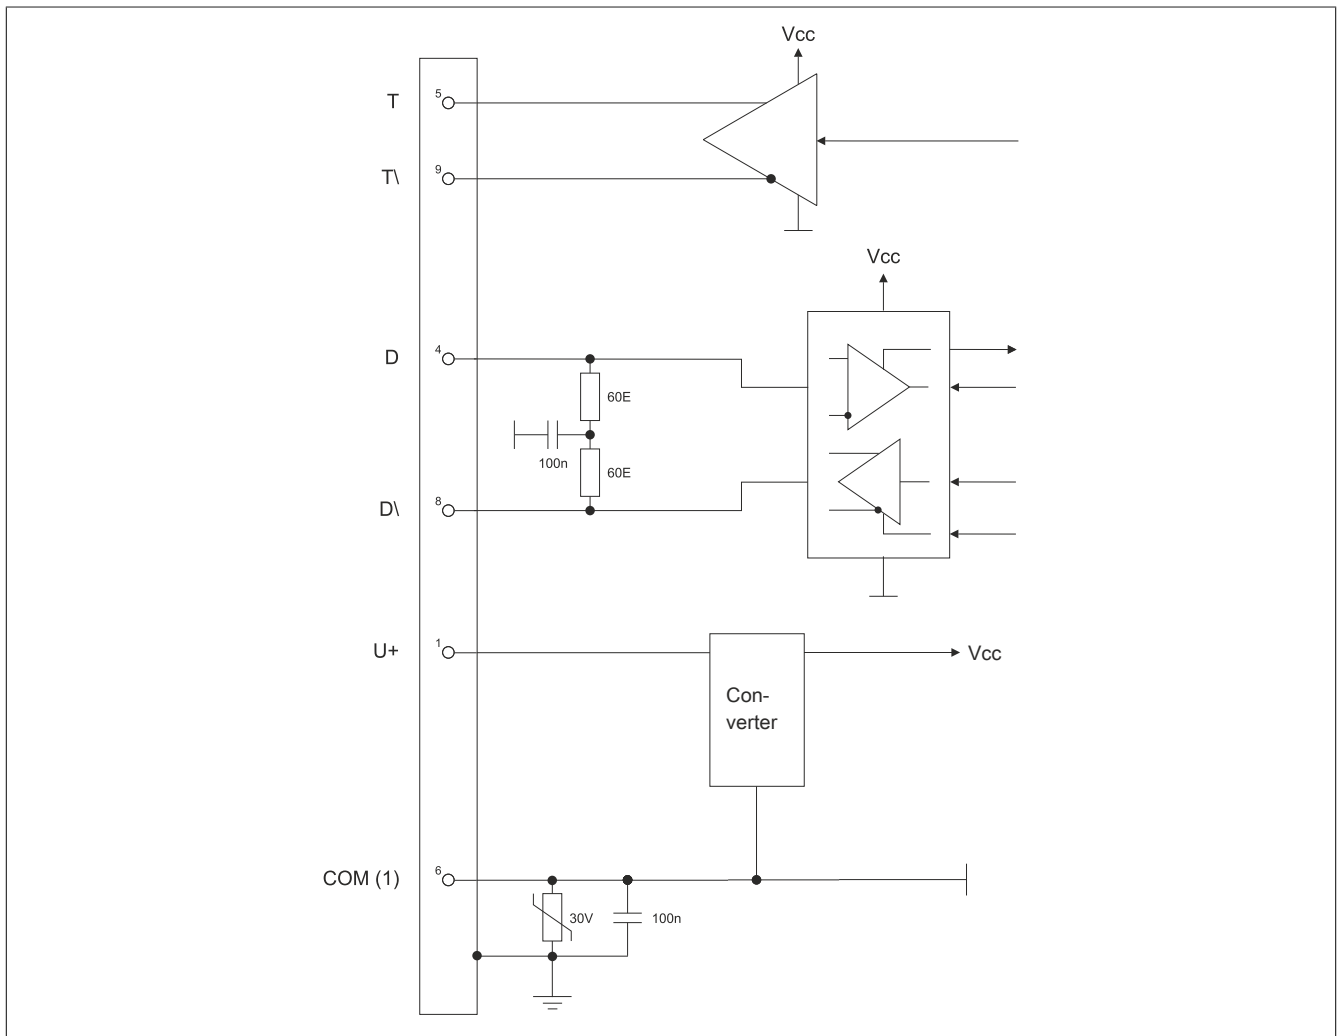 Vcc
T
5
T\
9
Vcc
D
4
60E
100n
60E
D\
8
U+
1
Vcc
Con-
verter
COM (1)
6
30V
100n